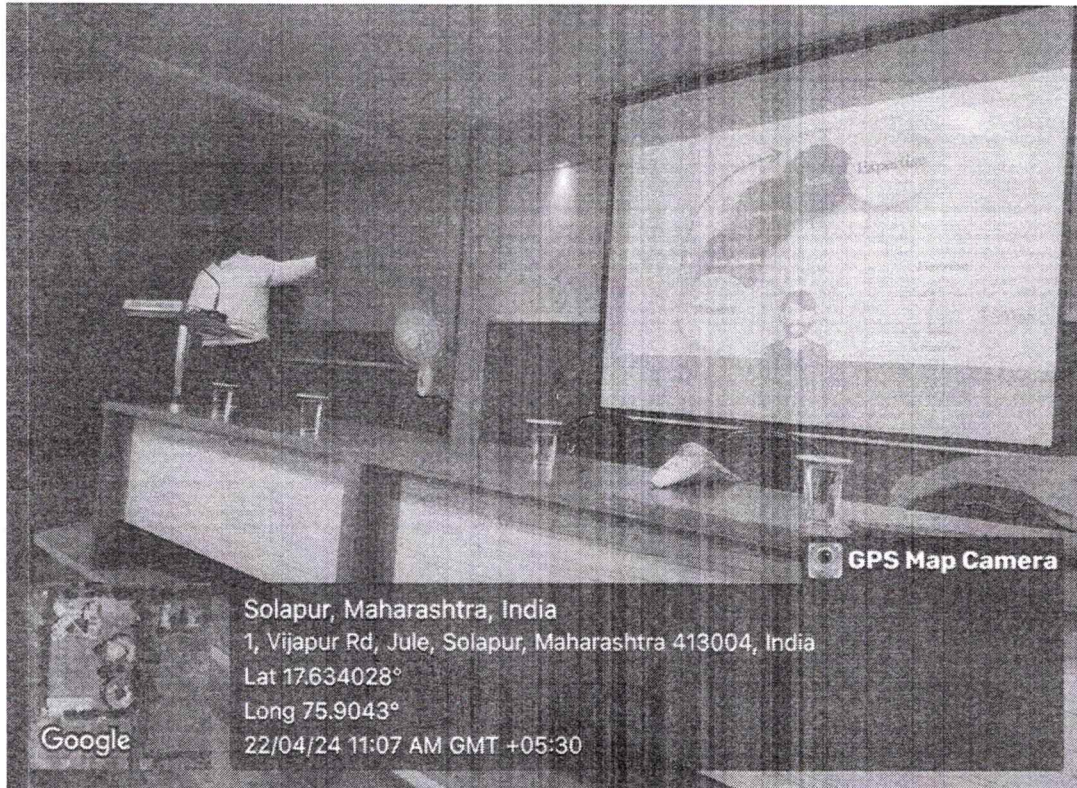 Expertise
GPS Map Camera
Solapur, Maharashtra, India
1, Vijapur Rd, Jule, Solapur, Maharashtra 413004, India
Lat 17.634028°
Long 75.9043°
22/04/24 11:07 AM GMT +05:30
Google